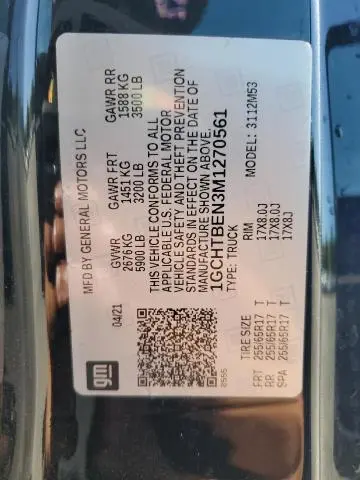 MFD BY GENERAL MOTORS LLC
04/21
GVWR GAWR FRT GAWR RR
2676 KG 1451 KG 1588 KG
5900 LB 3200 LB 3500 LB
THIS VEHICLE CONFORMS TO ALL
APPLICABLE U.S. FEDERAL MOTOR
VEHICLE SAFETY AND THEFT PREVENTION
STANDARDS IN EFFECT ON THE DATE OF
MANUFACTURE SHOWN ABOVE.
1GCHTBEN3M1270561
TYPE: TRUCK MODEL: 3112M53
gm
8555
TIRE SIZE RIM
FRT 255/65R17 T 17X8.0J
RR 255/65R17 T 17X8.0J
SPA 255/65R17 T 17X8J